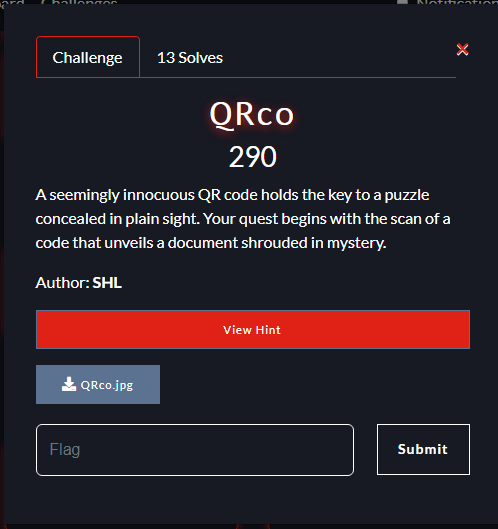 Challenges
Notification
Challenge 13 Solves
×
QRco
290
A seemingly innocuous QR code holds the key to a puzzle
concealed in plain sight. Your quest begins with the scan of a
code that unveils a document shrouded in mystery.
Author: SHL
View Hint
QRco.jpg
Flag
Submit